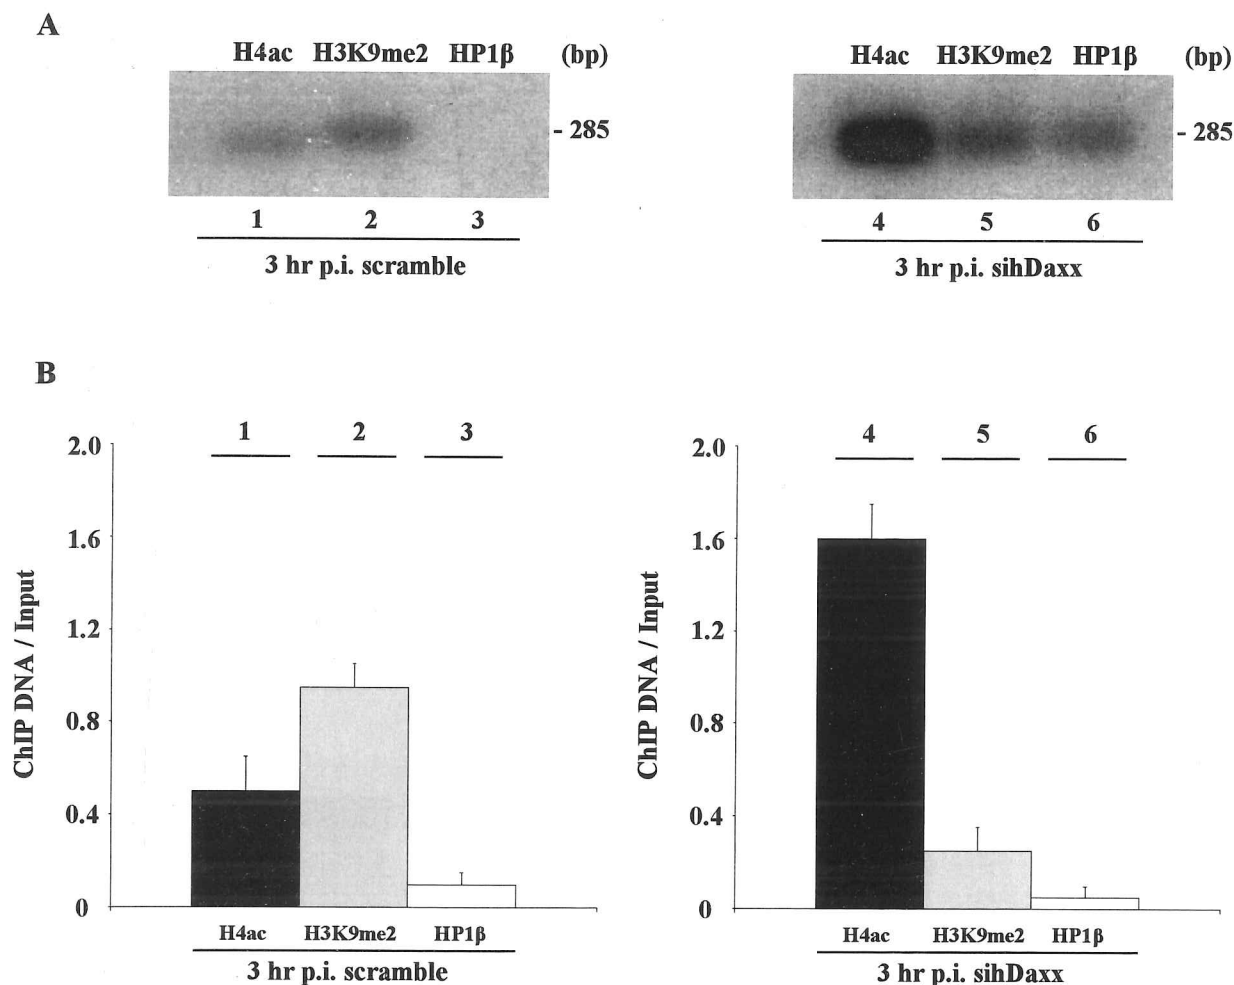 A
H4ac H3K9me2 HP1β (bp)
- 285
1 2 3
3 hr p.i. scramble
H4ac H3K9me2 HP1β (bp)
- 285
4 5 6
3 hr p.i. sihDaxx
B
ChIP DNA / Input
2.0
1.6
1.2
0.8
0.4
0
1 2 3
H4ac H3K9me2 HP1β
3 hr p.i. scramble
ChIP DNA / Input
2.0
1.6
1.2
0.8
0.4
0
4 5 6
H4ac H3K9me2 HP1β
3 hr p.i. sihDaxx